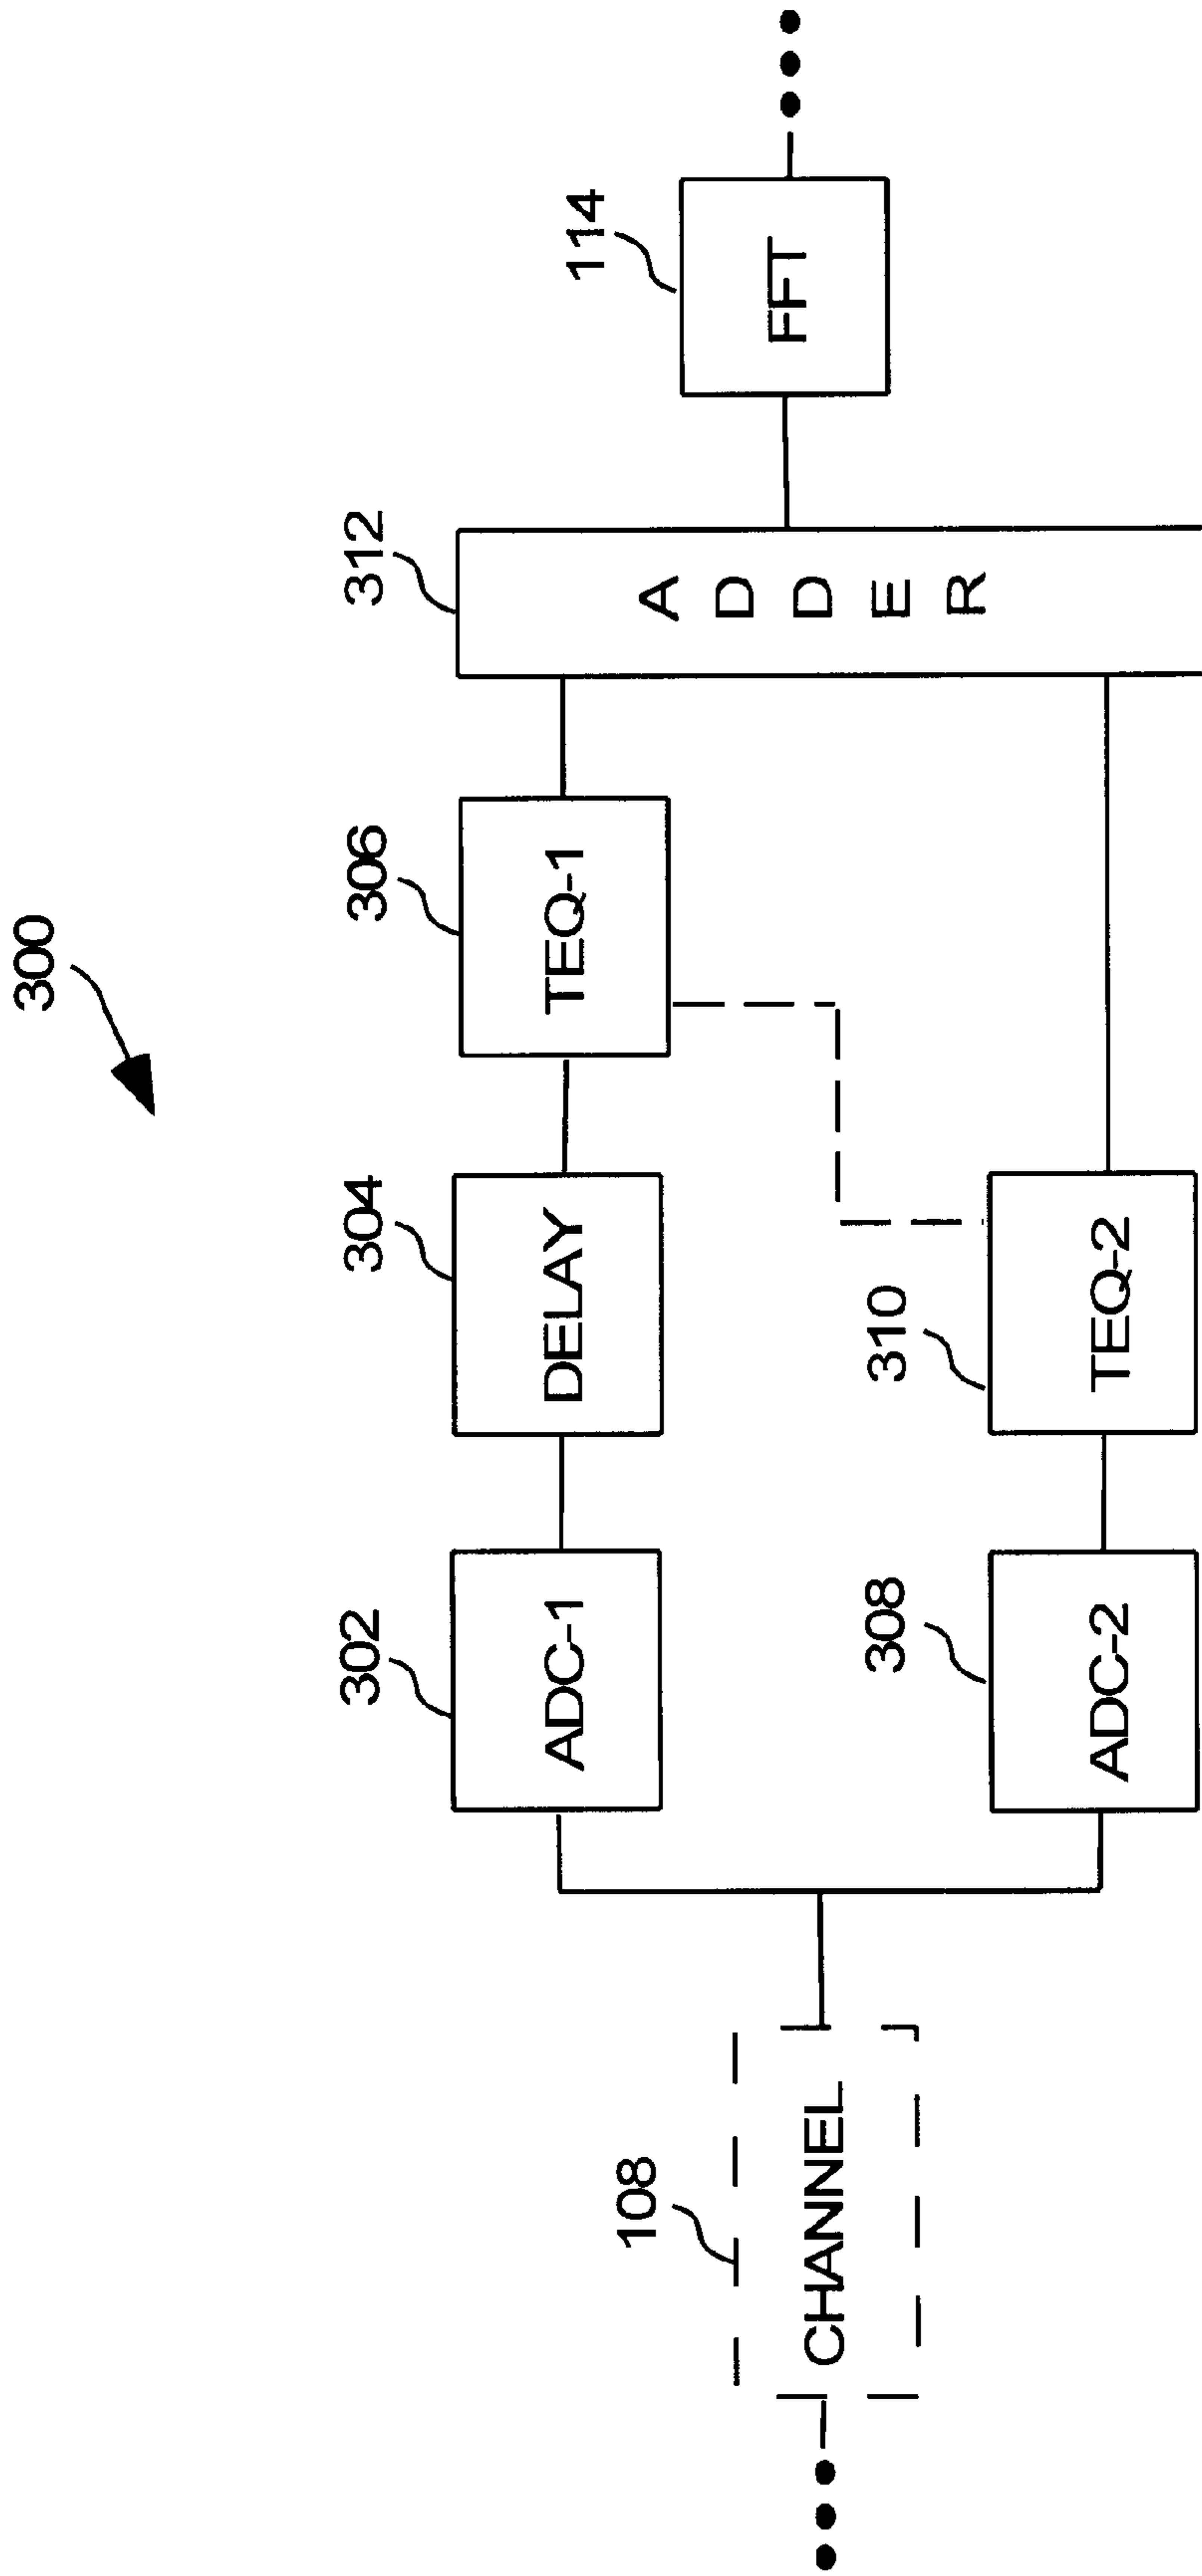 300
302
304
306
312
114
ADC-1
DELAY
TEQ-1
ADDER
FFT
108
CHANNEL
308
310
ADC-2
TEQ-2